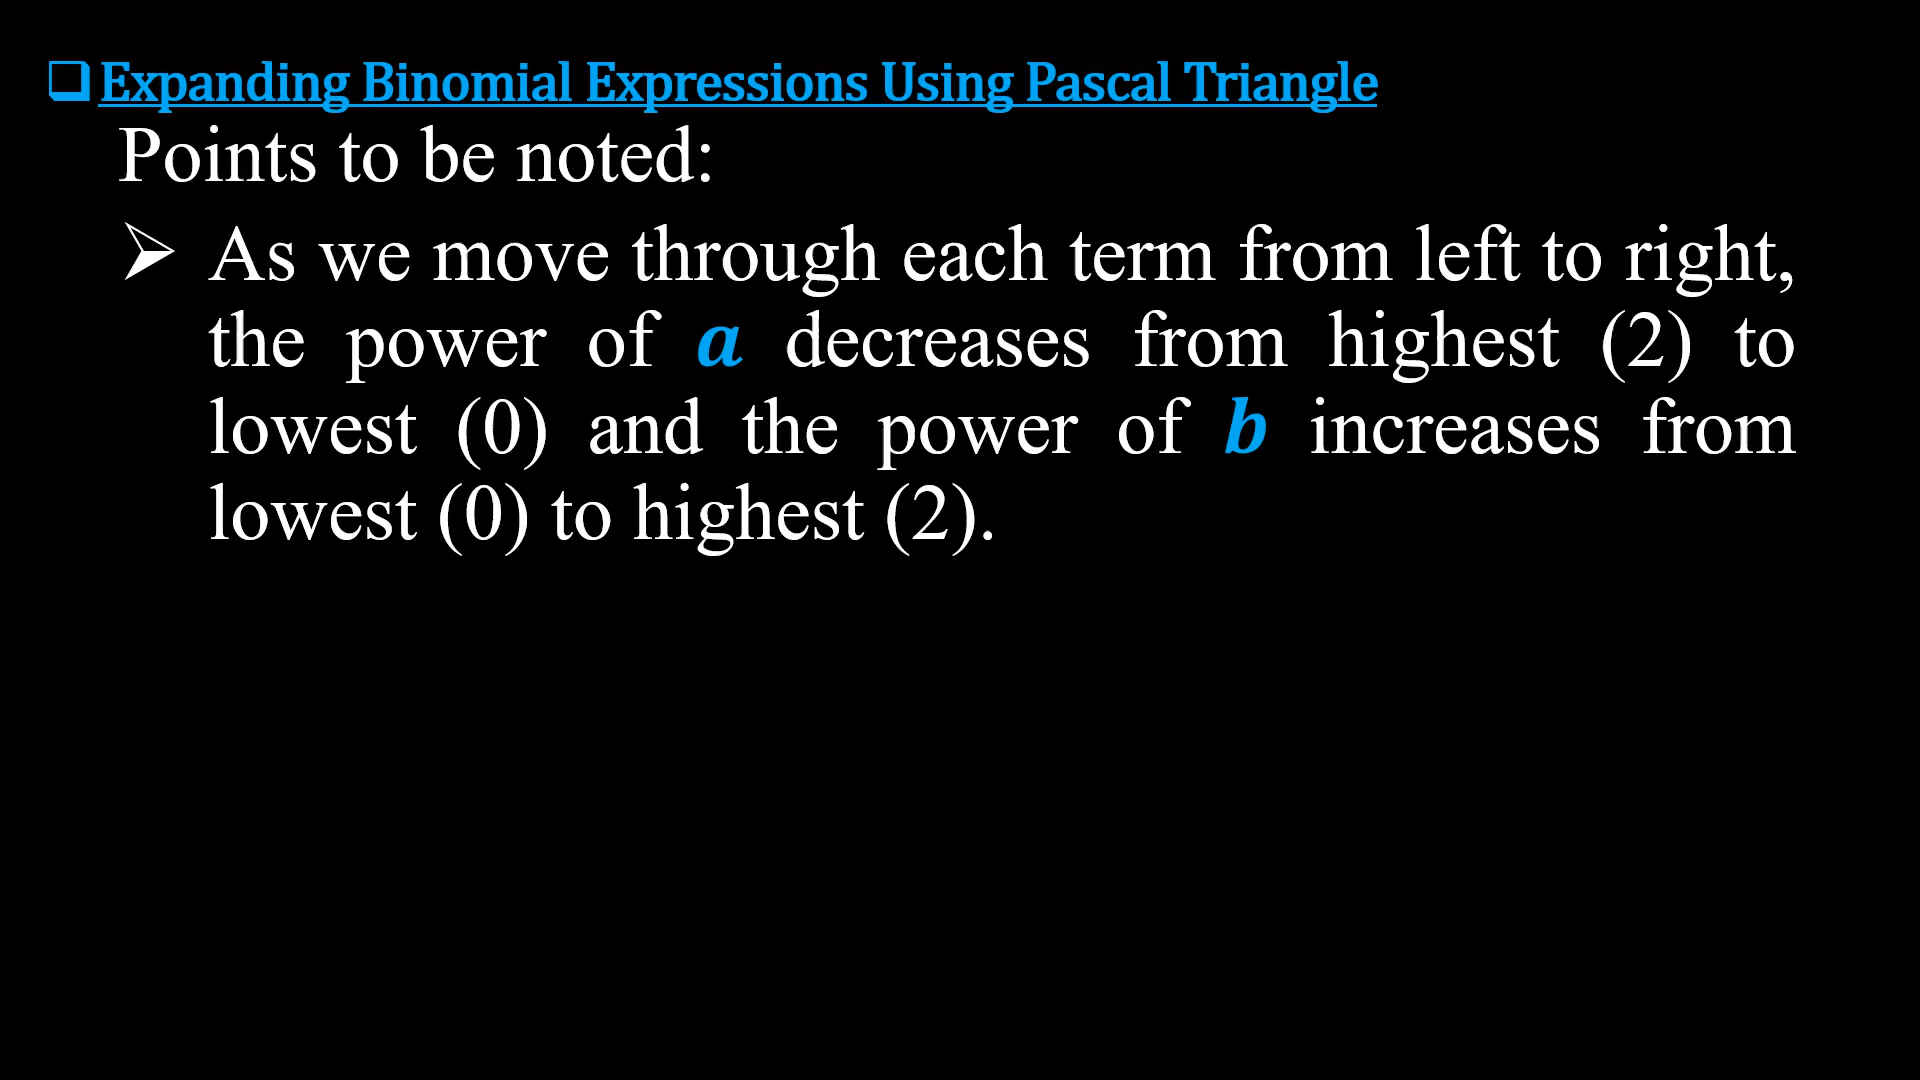 ❑Expanding Binomial Expressions Using Pascal Triangle
Points to be noted:
➢ As we move through each term from left to right,
the power of a decreases from highest (2) to
lowest (0) and the power of b increases from
lowest (0) to highest (2).